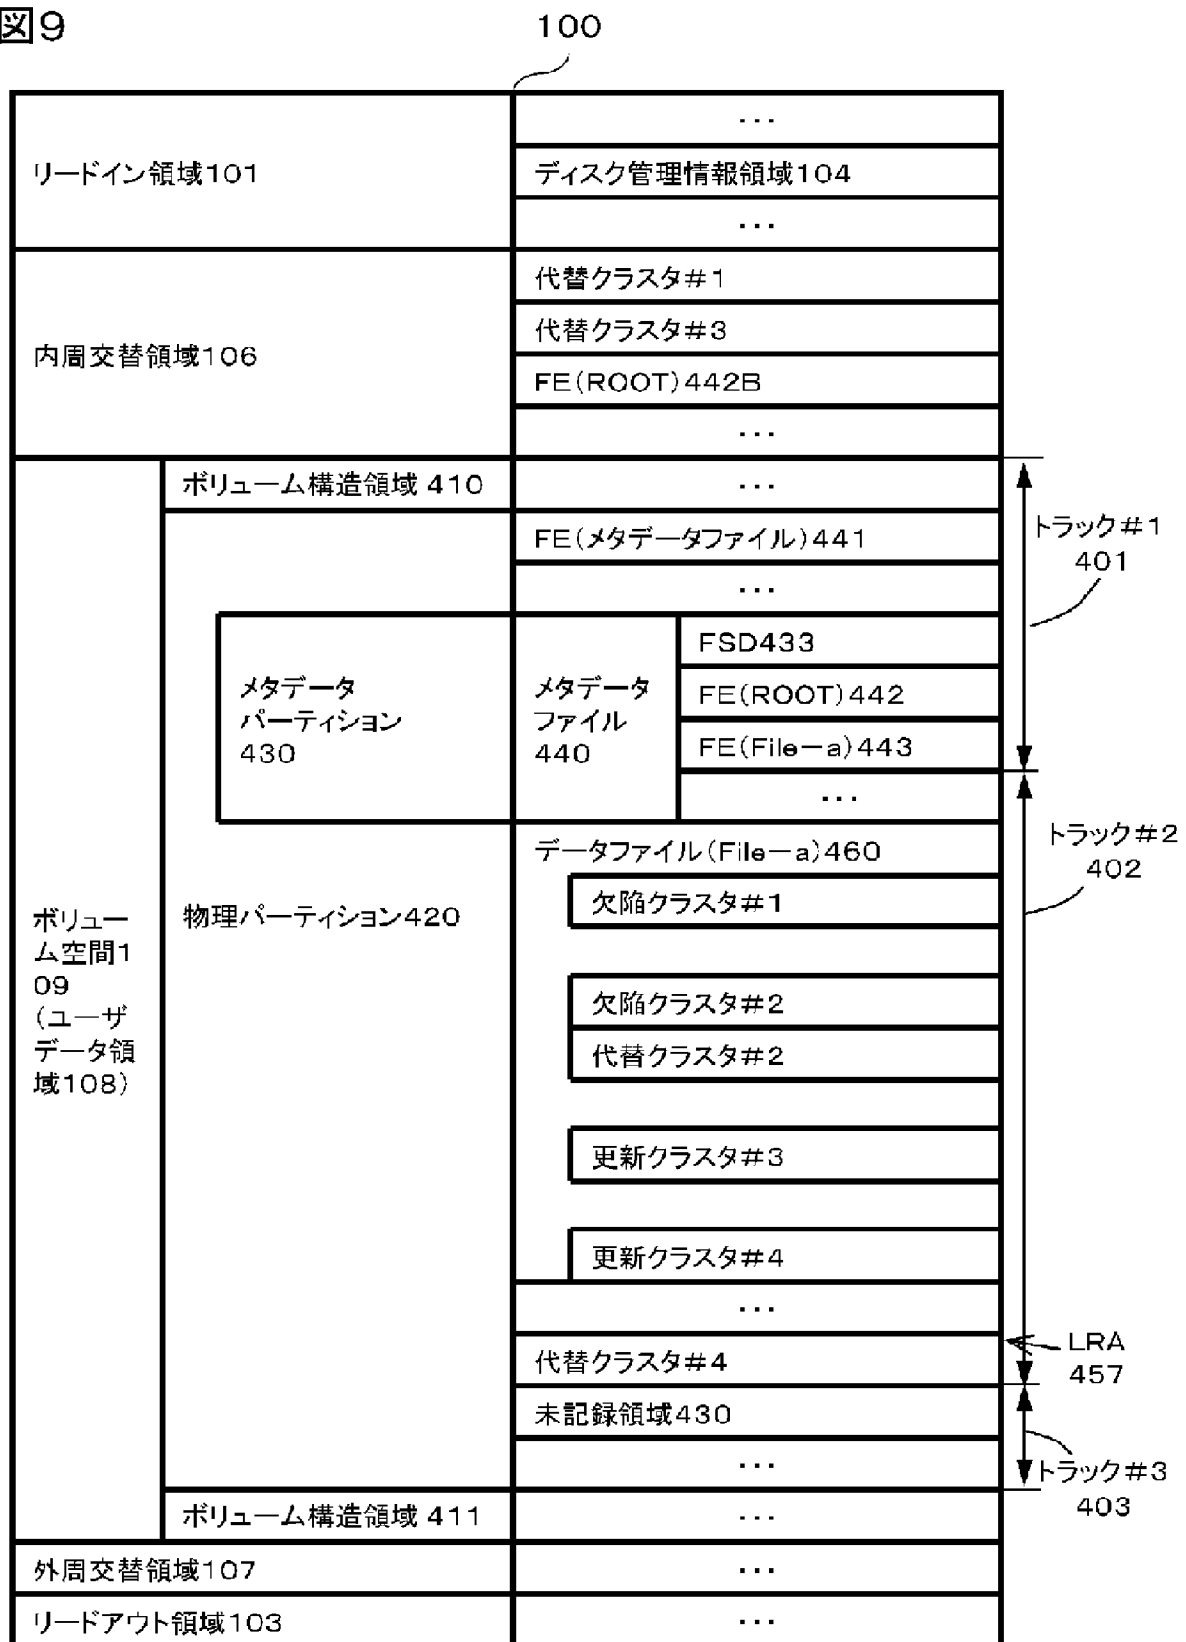 図9
100
・・・
リードイン領域101
ディスク管理情報領域104
・・・
代替クラスタ#1
代替クラスタ#3
内周交替領域106
FE(ROOT)442B
・・・
ボリューム構造領域 410
・・・
トラック#1
401
FE(メタデータファイル)441
・・・
FSD433
メタデータ
パーティション
430
メタデータ
ファイル
440
FE(ROOT)442
FE(File-a)443
・・・
トラック#2
402
データファイル(File-a)460
欠陥クラスタ#1
ボリュー
ム空間1
09
(ユーザ
データ領
域108)
物理パーティション420
欠陥クラスタ#2
代替クラスタ#2
更新クラスタ#3
更新クラスタ#4
・・・
LRA
457
代替クラスタ#4
未記録領域430
・・・
トラック#3
403
ボリューム構造領域 411
・・・
外周交替領域107
・・・
リードアウト領域103
・・・